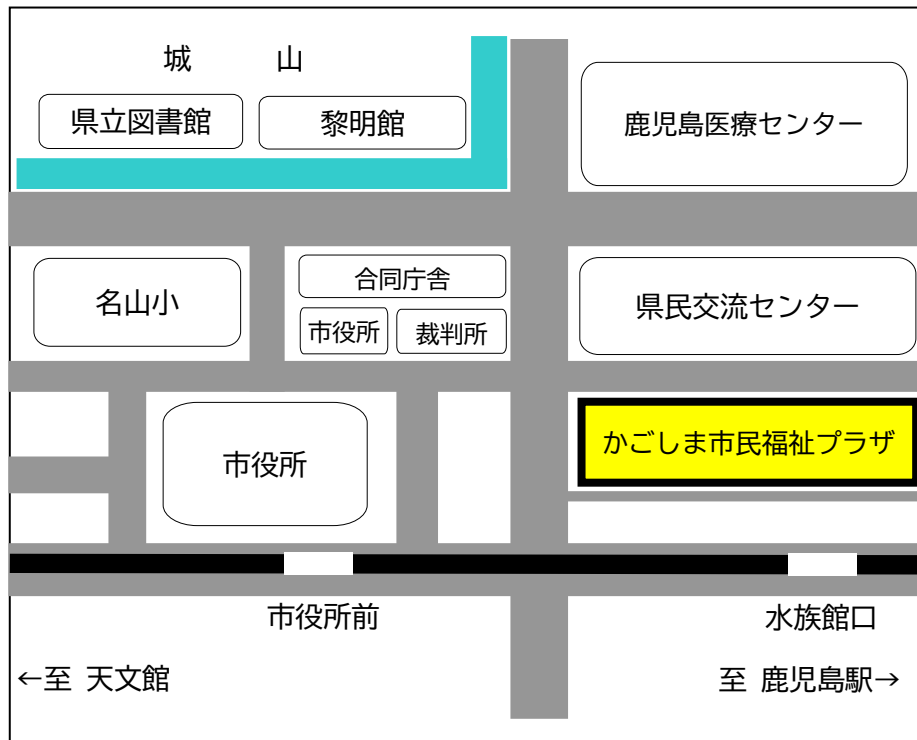 城 山
県立図書館
黎明館
鹿児島医療センター
名山小
合同庁舎
市役所
裁判所
県民交流センター
市役所
かごしま市民福祉プラザ
市役所前
水族館口
←至 天文館
至 鹿児島駅→